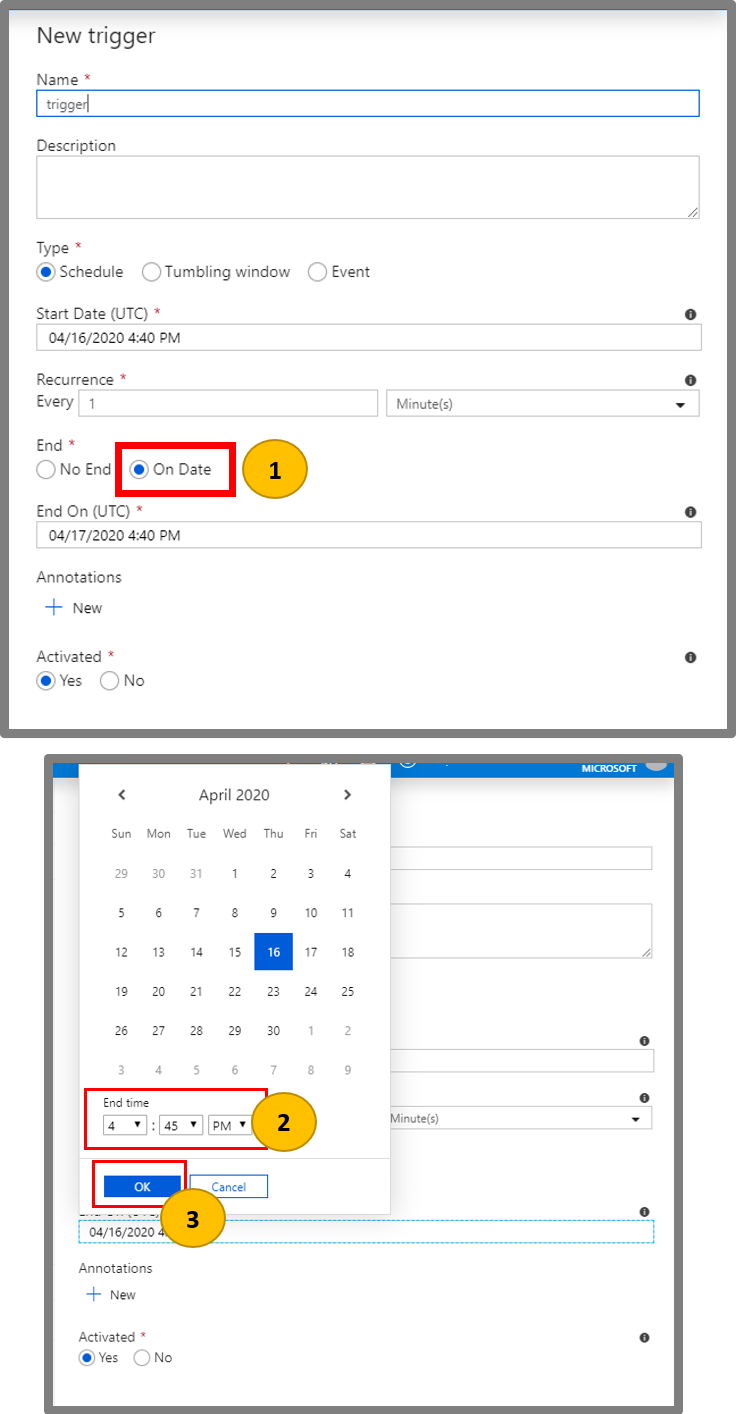 New trigger
Name *
trigger
Description
Type *
Schedule Tumbling window Event
Start Date (UTC) *
04/16/2020 4:40 PM
Recurrence *
Every 1 Minute(s)
End *
No End On Date 1
End On (UTC) *
04/17/2020 4:40 PM
Annotations
+ New
Activated *
Yes No
MICROSOFT
April 2020
Sun Mon Tue Wed Thu Fri Sat
29 30 31 1 2 3 4
5 6 7 8 9 10 11
12 13 14 15 16 17 18
19 20 21 22 23 24 25
26 27 28 29 30 1 2
3 4 5 6 7 8 9
End time
4 : 45 PM 2
Minute(s)
OK Cancel
3
04/16/2020 4
Annotations
+ New
Activated *
Yes No